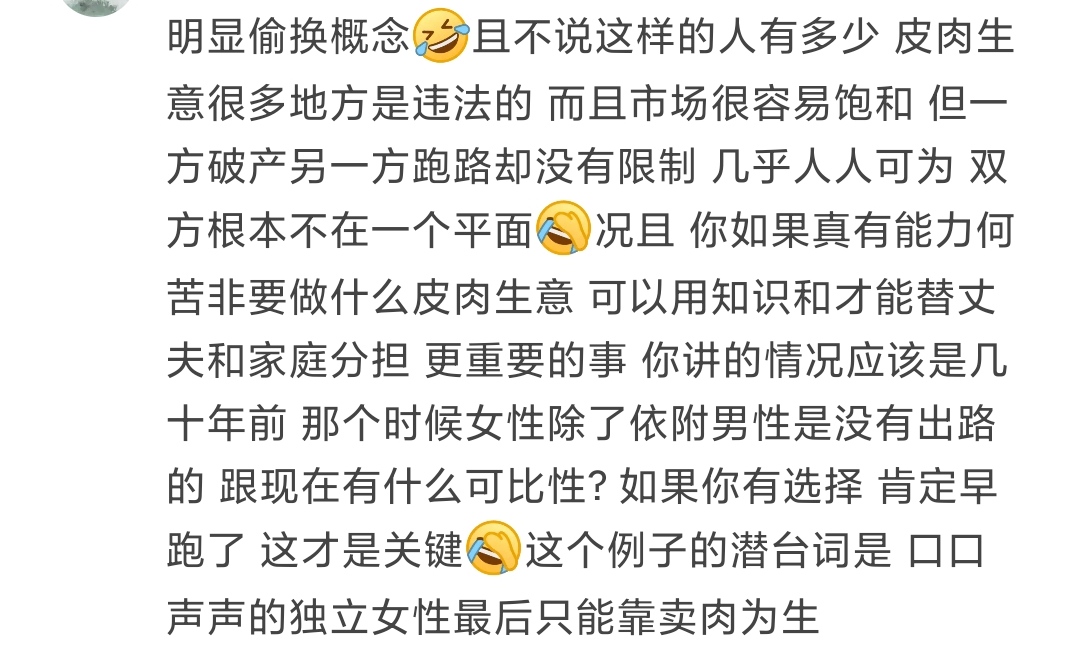 明显偷换概念🤣且不说这样的人有多少 皮肉生
意很多地方是违法的 而且市场很容易饱和 但一
方破产另一方跑路却没有限制 几乎人人可为 双
方根本不在一个平面况且 你如果真有能力何
苦非要做什么皮肉生意 可以用知识和才能替丈
夫和家庭分担 更重要的事 你讲的情况应该是几
十年前 那个时候女性除了依附男性是没有出路
的 跟现在有什么可比性? 如果你有选择 肯定早
跑了 这才是关键这个例子的潜台词是 口口
声声的独立女性最后只能靠卖肉为生